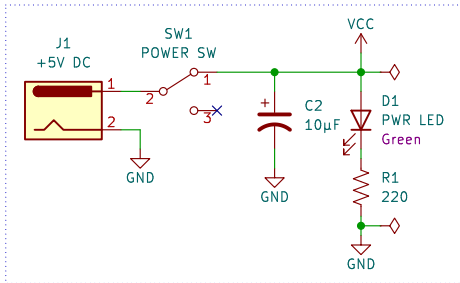 J1
+5V DC
1
2
SW1
POWER SW
2
1
3
VCC
+
C2
10µF
D1
PWR LED
Green
R1
220
GND
GND
GND